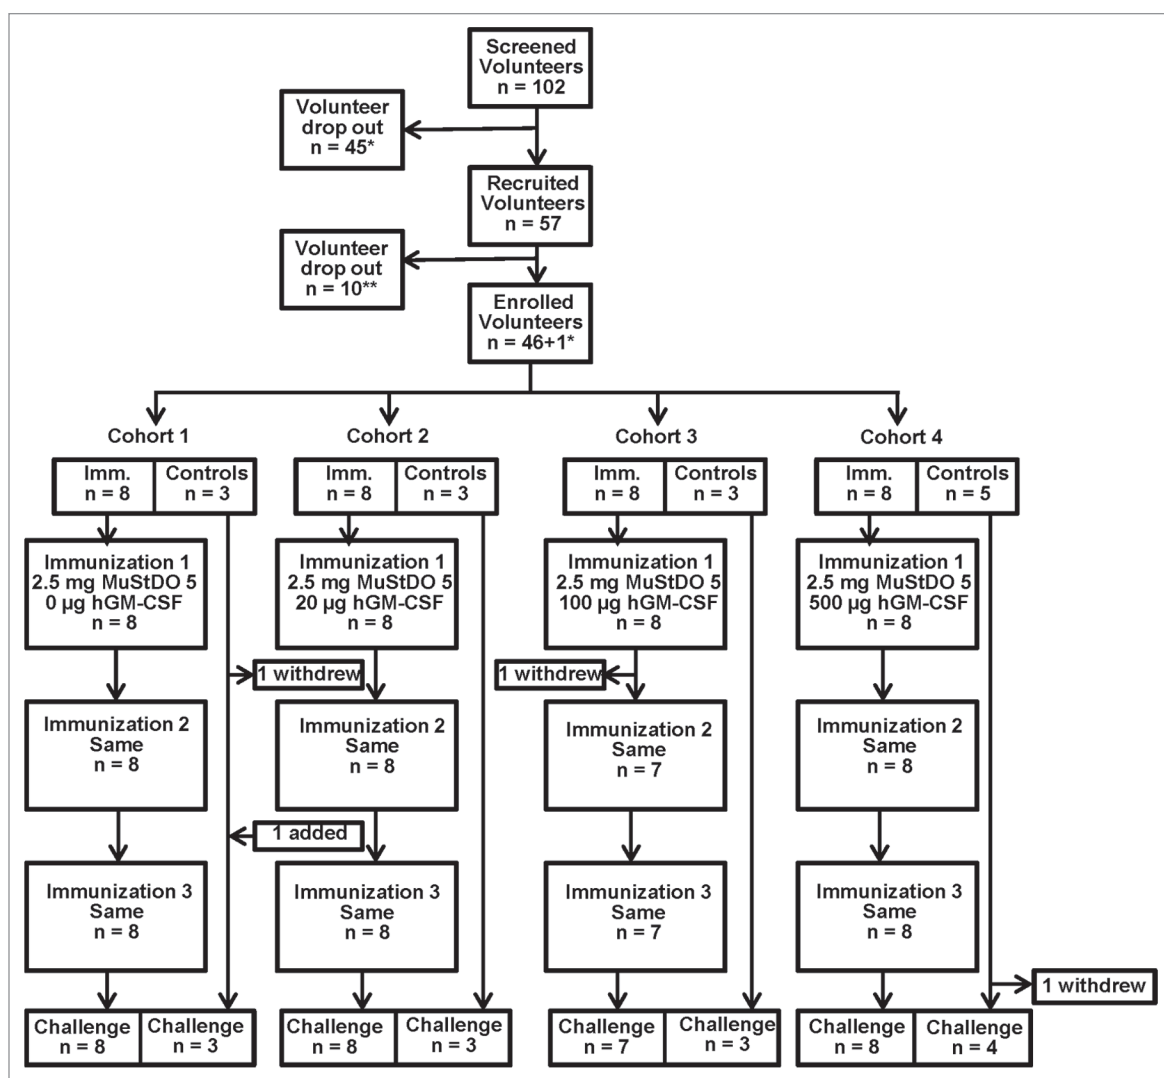 Screened
Volunteers
n = 102
Volunteer
drop out
n = 45*
Recruited
Volunteers
n = 57
Volunteer
drop out
n = 10**
Enrolled
Volunteers
n = 46+1*
Cohort 1
Cohort 2
Cohort 3
Cohort 4
Imm.
n = 8
Controls
n = 3
Imm.
n = 8
Controls
n = 3
Imm.
n = 8
Controls
n = 3
Imm.
n = 8
Controls
n = 5
Immunization 1
2.5 mg MuStDO 5
0 µg hGM-CSF
n = 8
Immunization 1
2.5 mg MuStDO 5
20 µg hGM-CSF
n = 8
Immunization 1
2.5 mg MuStDO 5
100 µg hGM-CSF
n = 8
Immunization 1
2.5 mg MuStDO 5
500 µg hGM-CSF
n = 8
1 withdrew
1 withdrew
Immunization 2
Same
n = 8
Immunization 2
Same
n = 8
Immunization 2
Same
n = 7
Immunization 2
Same
n = 8
1 added
Immunization 3
Same
n = 8
Immunization 3
Same
n = 8
Immunization 3
Same
n = 7
Immunization 3
Same
n = 8
1 withdrew
Challenge
n = 8
Challenge
n = 3
Challenge
n = 8
Challenge
n = 3
Challenge
n = 7
Challenge
n = 3
Challenge
n = 8
Challenge
n = 4